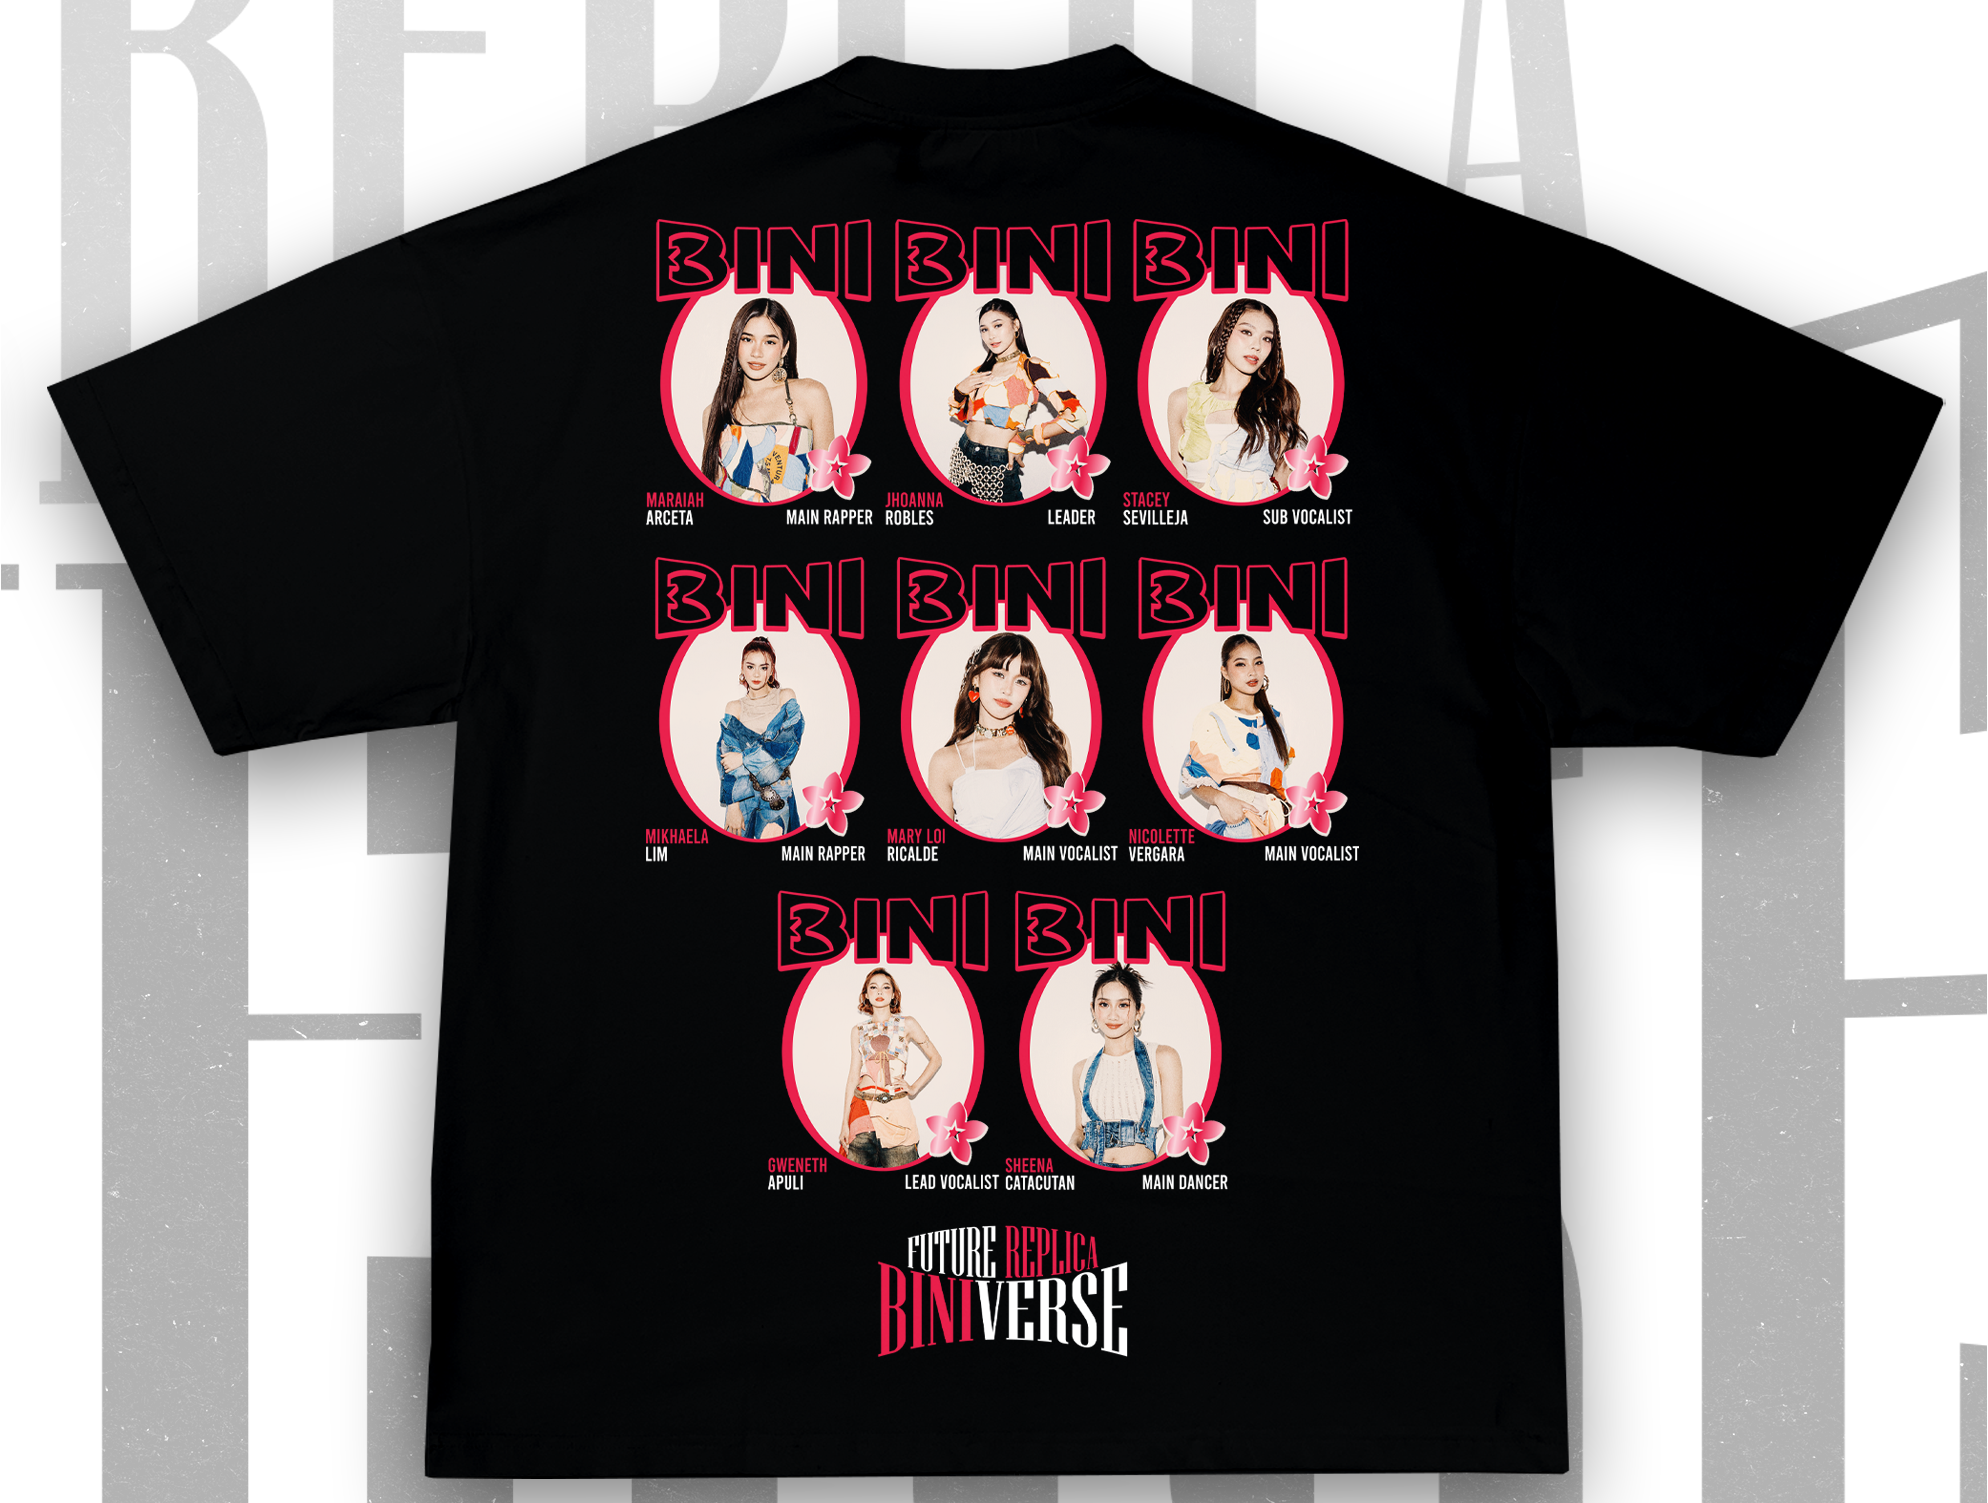 REPLICA
BINI BINI BINI
VENTUR
MARAIAH
ARCETA
MAIN RAPPER
JHOANNA
ROBLES
LEADER
STACEY
SEVILLEJA
SUB VOCALIST
BINI BINI BINI
MIKHAELA
LIM
MAIN RAPPER
MARY LOI
RICALDE
MAIN VOCALIST
NICOLETTE
VERGARA
MAIN VOCALIST
BINI BINI
GWENETH
APULI
LEAD VOCALIST
SHEENA
CATACUTAN
MAIN DANCER
FUTURE REPLICA
BINIVERSE